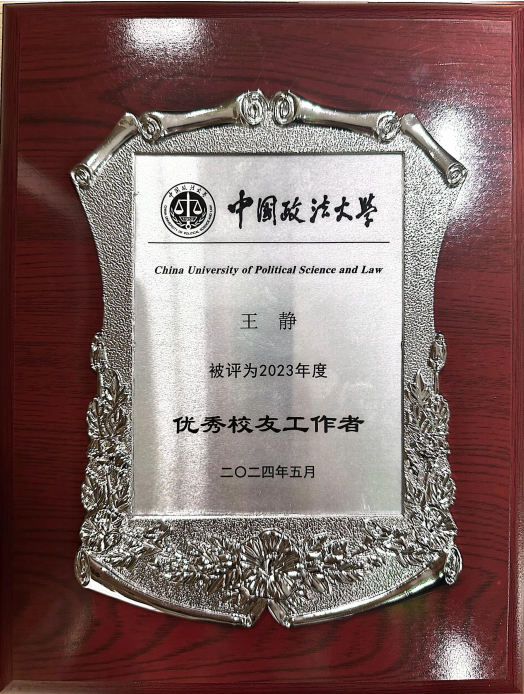 中国政法大学
China University of Political Science and Law
王 静
被评为2023年度
优秀校友工作者
二〇二四年五月